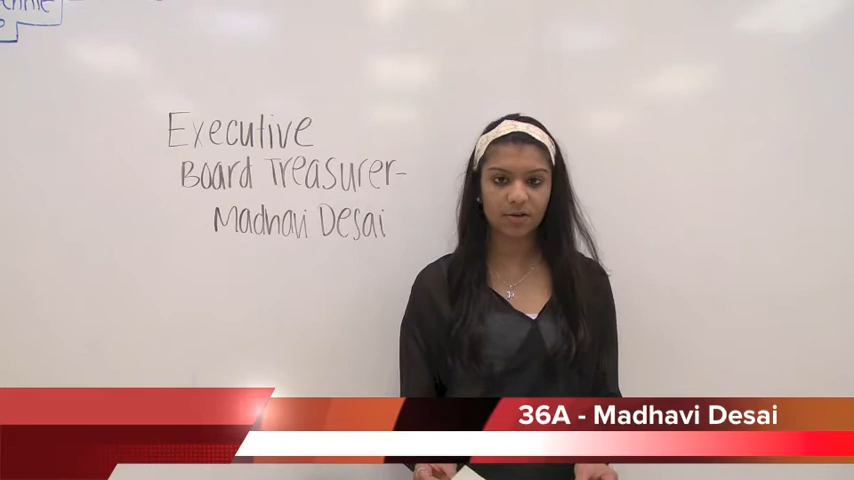 Executive
Board Treasurer-
Madhavi Desai
36A - Madhavi Desai